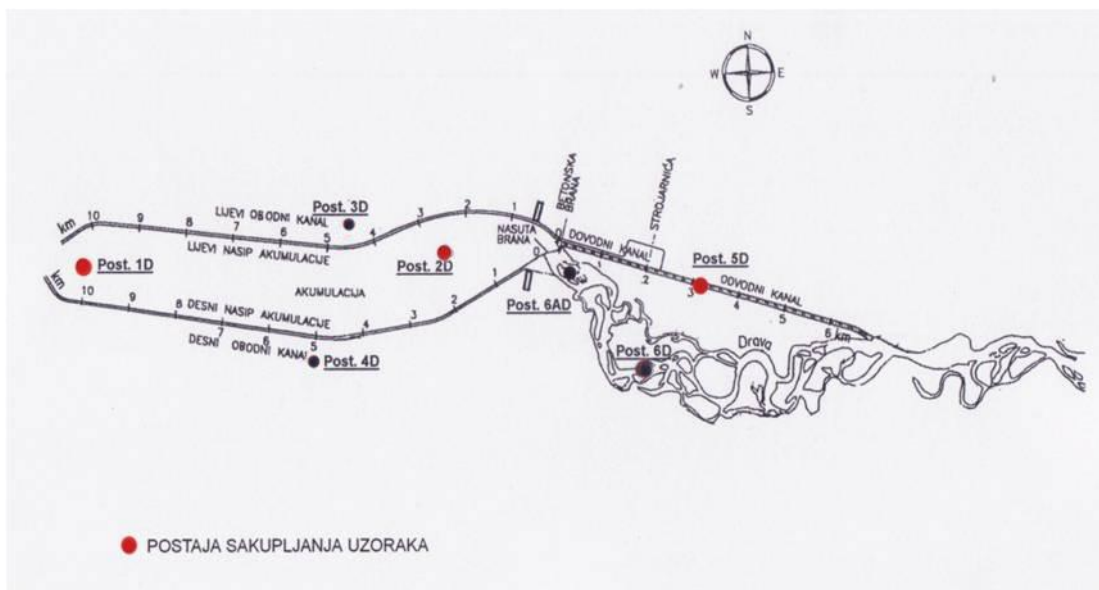 N
W E
S
BETONSKA
BRANA
STROJARNICA
km 10 9 8 7 6 5 4 3 2 1 0
LIJEVI OBODNI KANAL
Post. 3D
LIJEVI NASIP AKUMULACIJE
NASUTA
BRANA
0 DOVODNI KANAL
1 2 3 4 5 6 km
Post. 5D
ODVODNI KANAL
Post. 1D
Post. 2D
AKUMULACIJA
km 10 9 8 7 6 5 4 3 2 1 0
DESNI NASIP AKUMULACIJE
DESNI OBODNI KANAL
Post. 4D
Post. 6AD
Post. 6D
Drava
POSTAJA SAKUPLJANJA UZORAKA